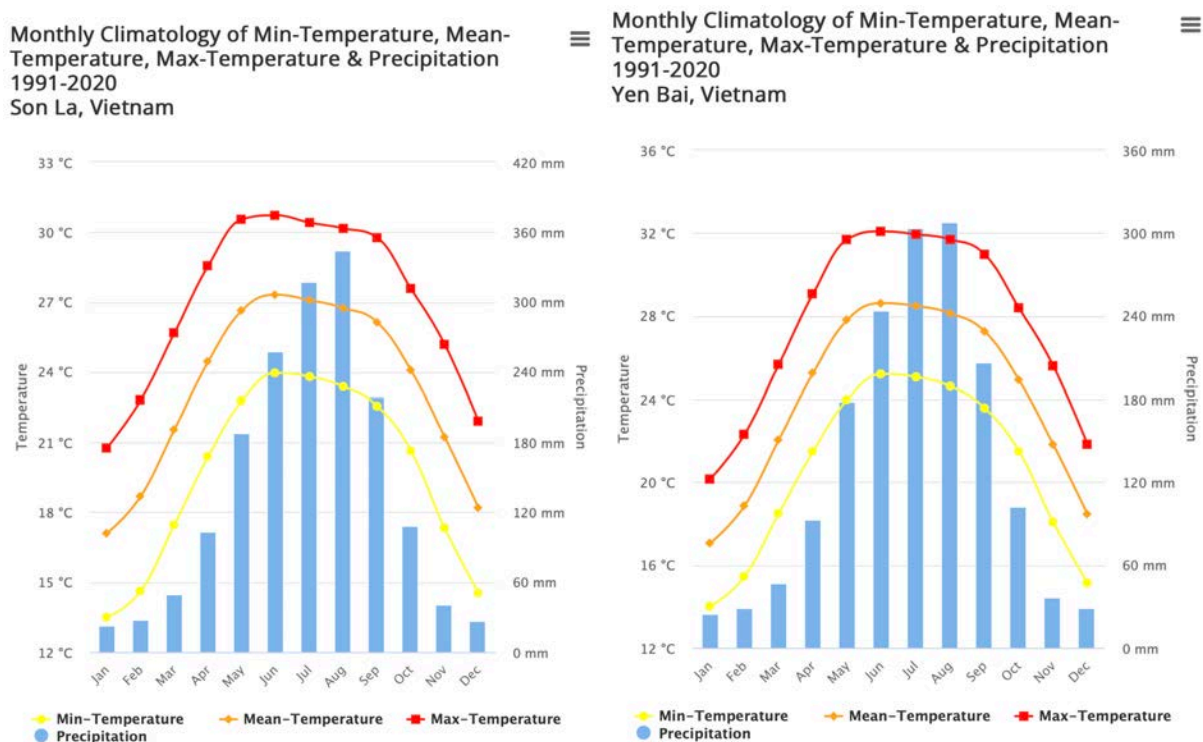 Monthly Climatology of Min-Temperature, Mean-
Temperature, Max-Temperature & Precipitation
1991-2020
Son La, Vietnam
33 °C
30 °C
27 °C
24 °C
21 °C
18 °C
15 °C
12 °C
Temperature
420 mm
360 mm
300 mm
240 mm
180 mm
120 mm
60 mm
0 mm
Precipitation
Jan
Feb
Mar
Apr
May
Jun
Jul
Aug
Sep
Oct
Nov
Dec
Min-Temperature
Mean-Temperature
Max-Temperature
Precipitation
Monthly Climatology of Min-Temperature, Mean-
Temperature, Max-Temperature & Precipitation
1991-2020
Yen Bai, Vietnam
36 °C
32 °C
28 °C
24 °C
20 °C
16 °C
12 °C
Temperature
360 mm
300 mm
240 mm
180 mm
120 mm
60 mm
0 mm
Precipitation
Jan
Feb
Mar
Apr
May
Jun
Jul
Aug
Sep
Oct
Nov
Dec
Min-Temperature
Mean-Temperature
Max-Temperature
Precipitation